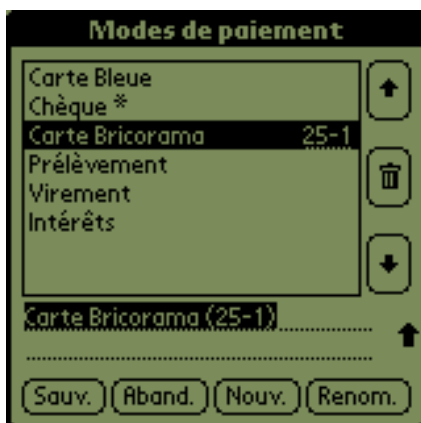 Modes de paiement
Carte Bleue
Chèque *
Carte Bricorama 25-1
Prélèvement
Virement
Intérêts
Carte Bricorama (25-1)
Sauv. Aband. Nouv. Renom.